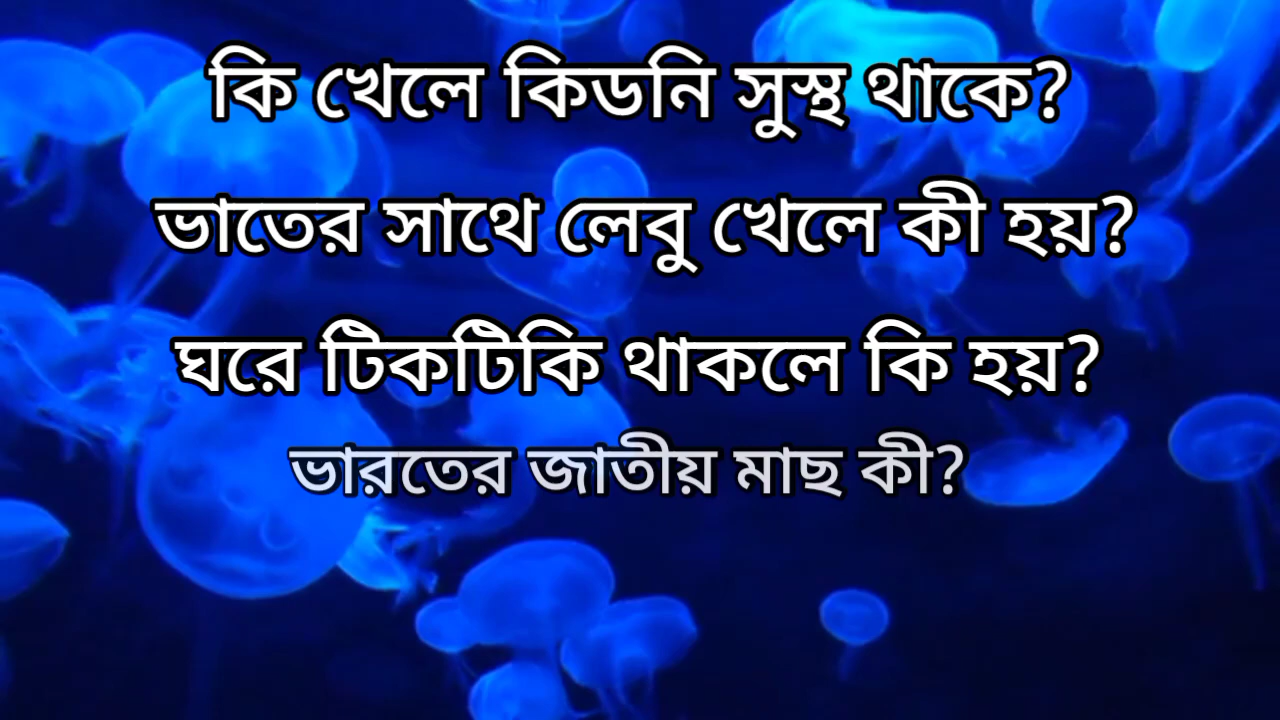 কি খেলে কিডনি সুস্থ থাকে?
ভাতের সাথে লেবু খেলে কী হয়?
ঘরে টিকটিকি থাকলে কি হয়?
ভারতের জাতীয় মাছ কী?